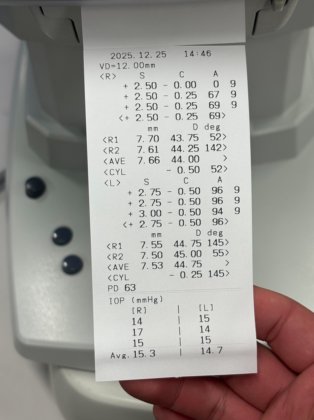 2025.12.25 14:46
VD=12.00mm
<R> S C A
+ 2.50 - 0.00 0 9
+ 2.50 - 0.25 67 9
+ 2.50 - 0.25 69 9
<+ 2.50 - 0.25 69>
mm D deg
<R1 7.70 43.75 52>
<R2 7.61 44.25 142>
<AVE 7.66 44.00 >
<CYL - 0.50 52>
<L> S C A
+ 2.75 - 0.50 96 9
+ 2.75 - 0.50 96 9
+ 3.00 - 0.50 94 9
<+ 2.75 - 0.50 96>
mm D deg
<R1 7.55 44.75 145>
<R2 7.50 45.00 55>
<AVE 7.53 44.75 >
<CYL - 0.25 145>
PD 63
IOP (mmHg)
[R] | [L]
14 | 15
17 | 14
15 | 15
Avg. 15.3 | 14.7